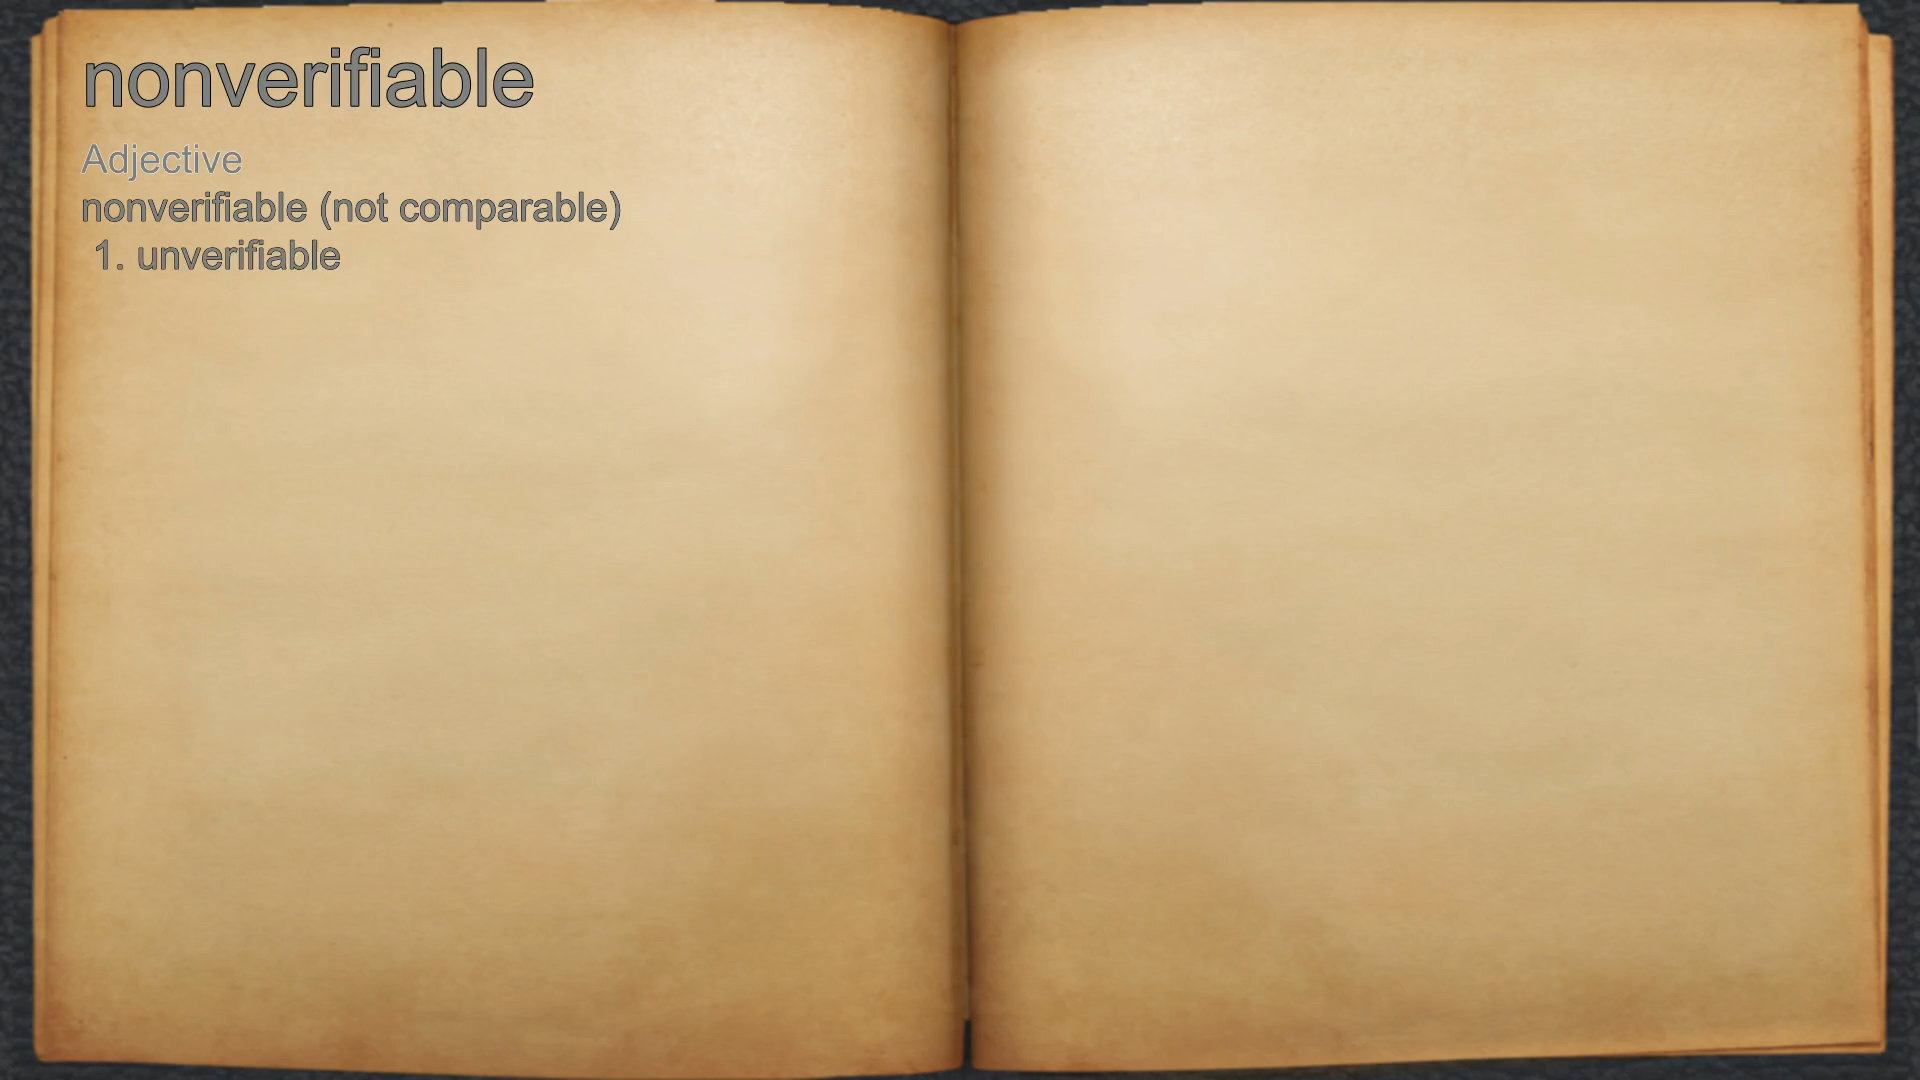 nonverifiable
Adjective
nonverifiable (not comparable)
1. unverifiable